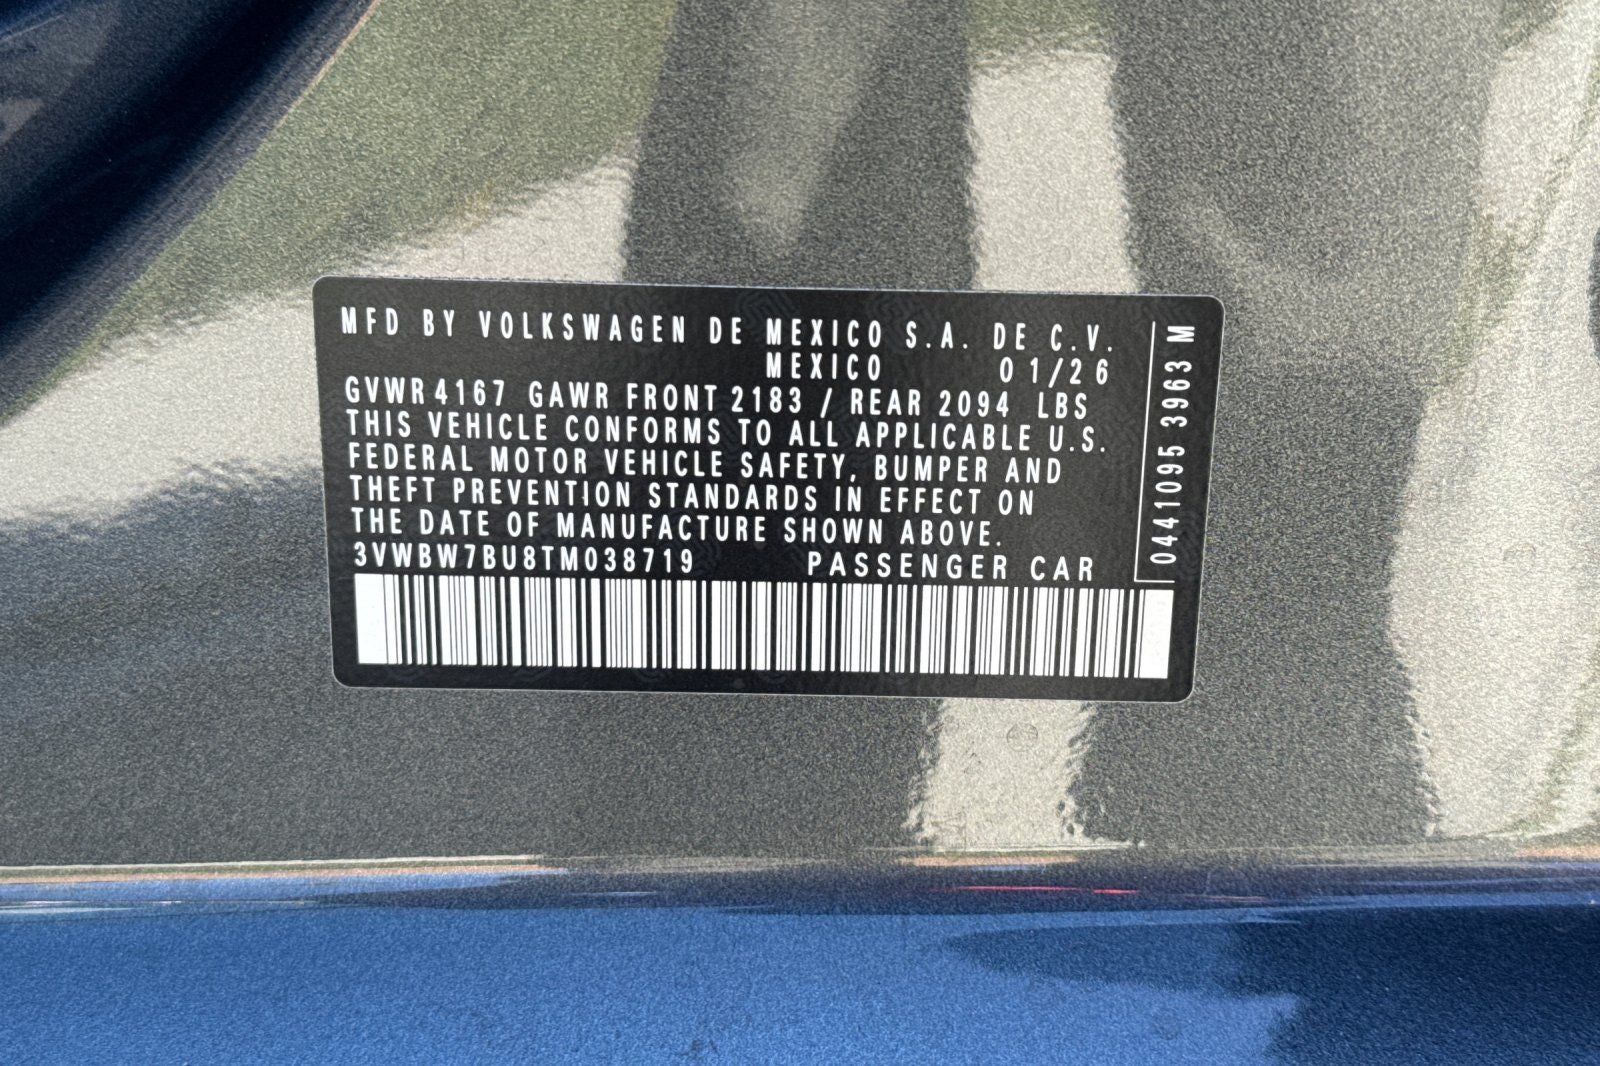 MFD BY VOLKSWAGEN DE MEXICO S.A. DE C.V.
MEXICO 01/26
GVWR 4167 GAWR FRONT 2183 / REAR 2094 LBS
THIS VEHICLE CONFORMS TO ALL APPLICABLE U.S.
FEDERAL MOTOR VEHICLE SAFETY, BUMPER AND
THEFT PREVENTION STANDARDS IN EFFECT ON
THE DATE OF MANUFACTURE SHOWN ABOVE.
3VWBW7BU8TM038719 PASSENGER CAR
0441095 3963 M